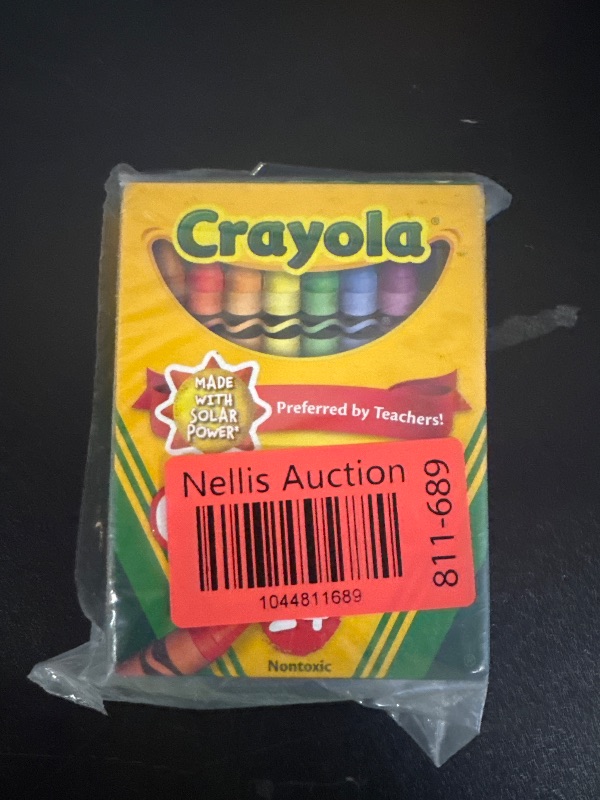 Crayola®
MADE
WITH
SOLAR
POWER*
Preferred by Teachers!
Nellis Auction
811-689
1044811689
Nontoxic